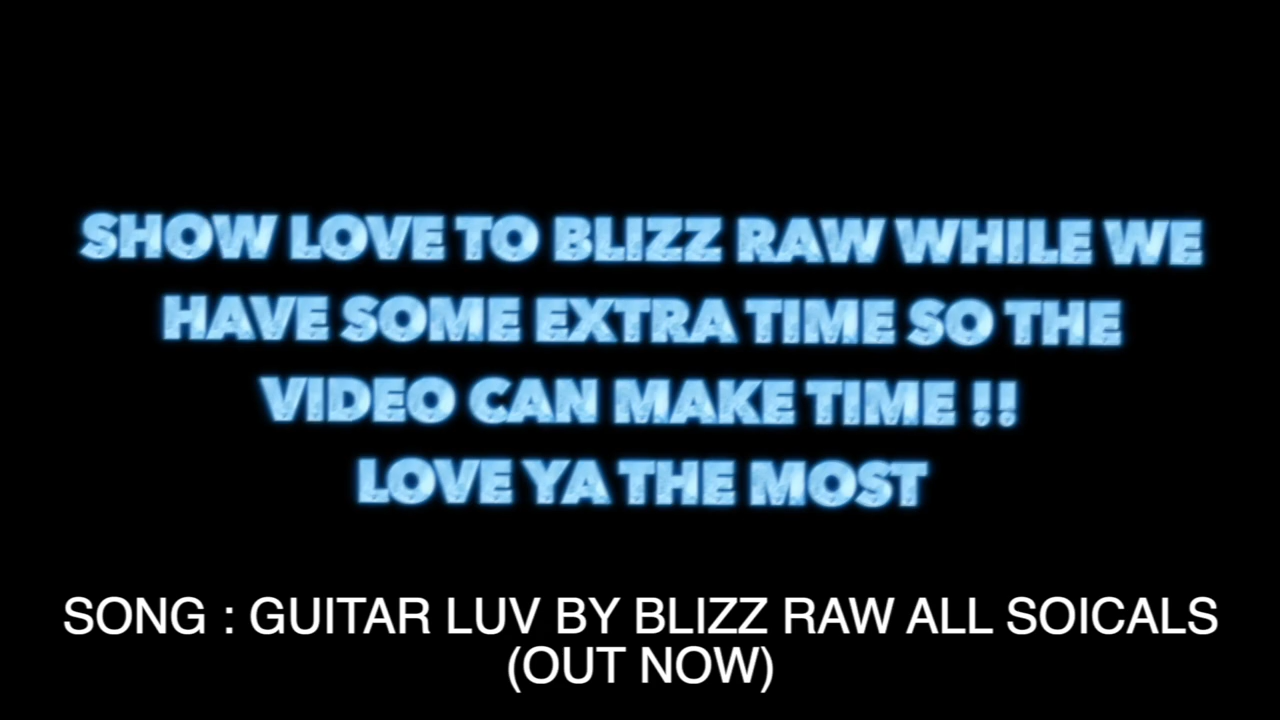 SHOW LOVE TO BLIZZ RAW WHILE WE
HAVE SOME EXTRA TIME SO THE
VIDEO CAN MAKE TIME !!
LOVE YA THE MOST
SONG : GUITAR LUV BY BLIZZ RAW ALL SOICALS
(OUT NOW)